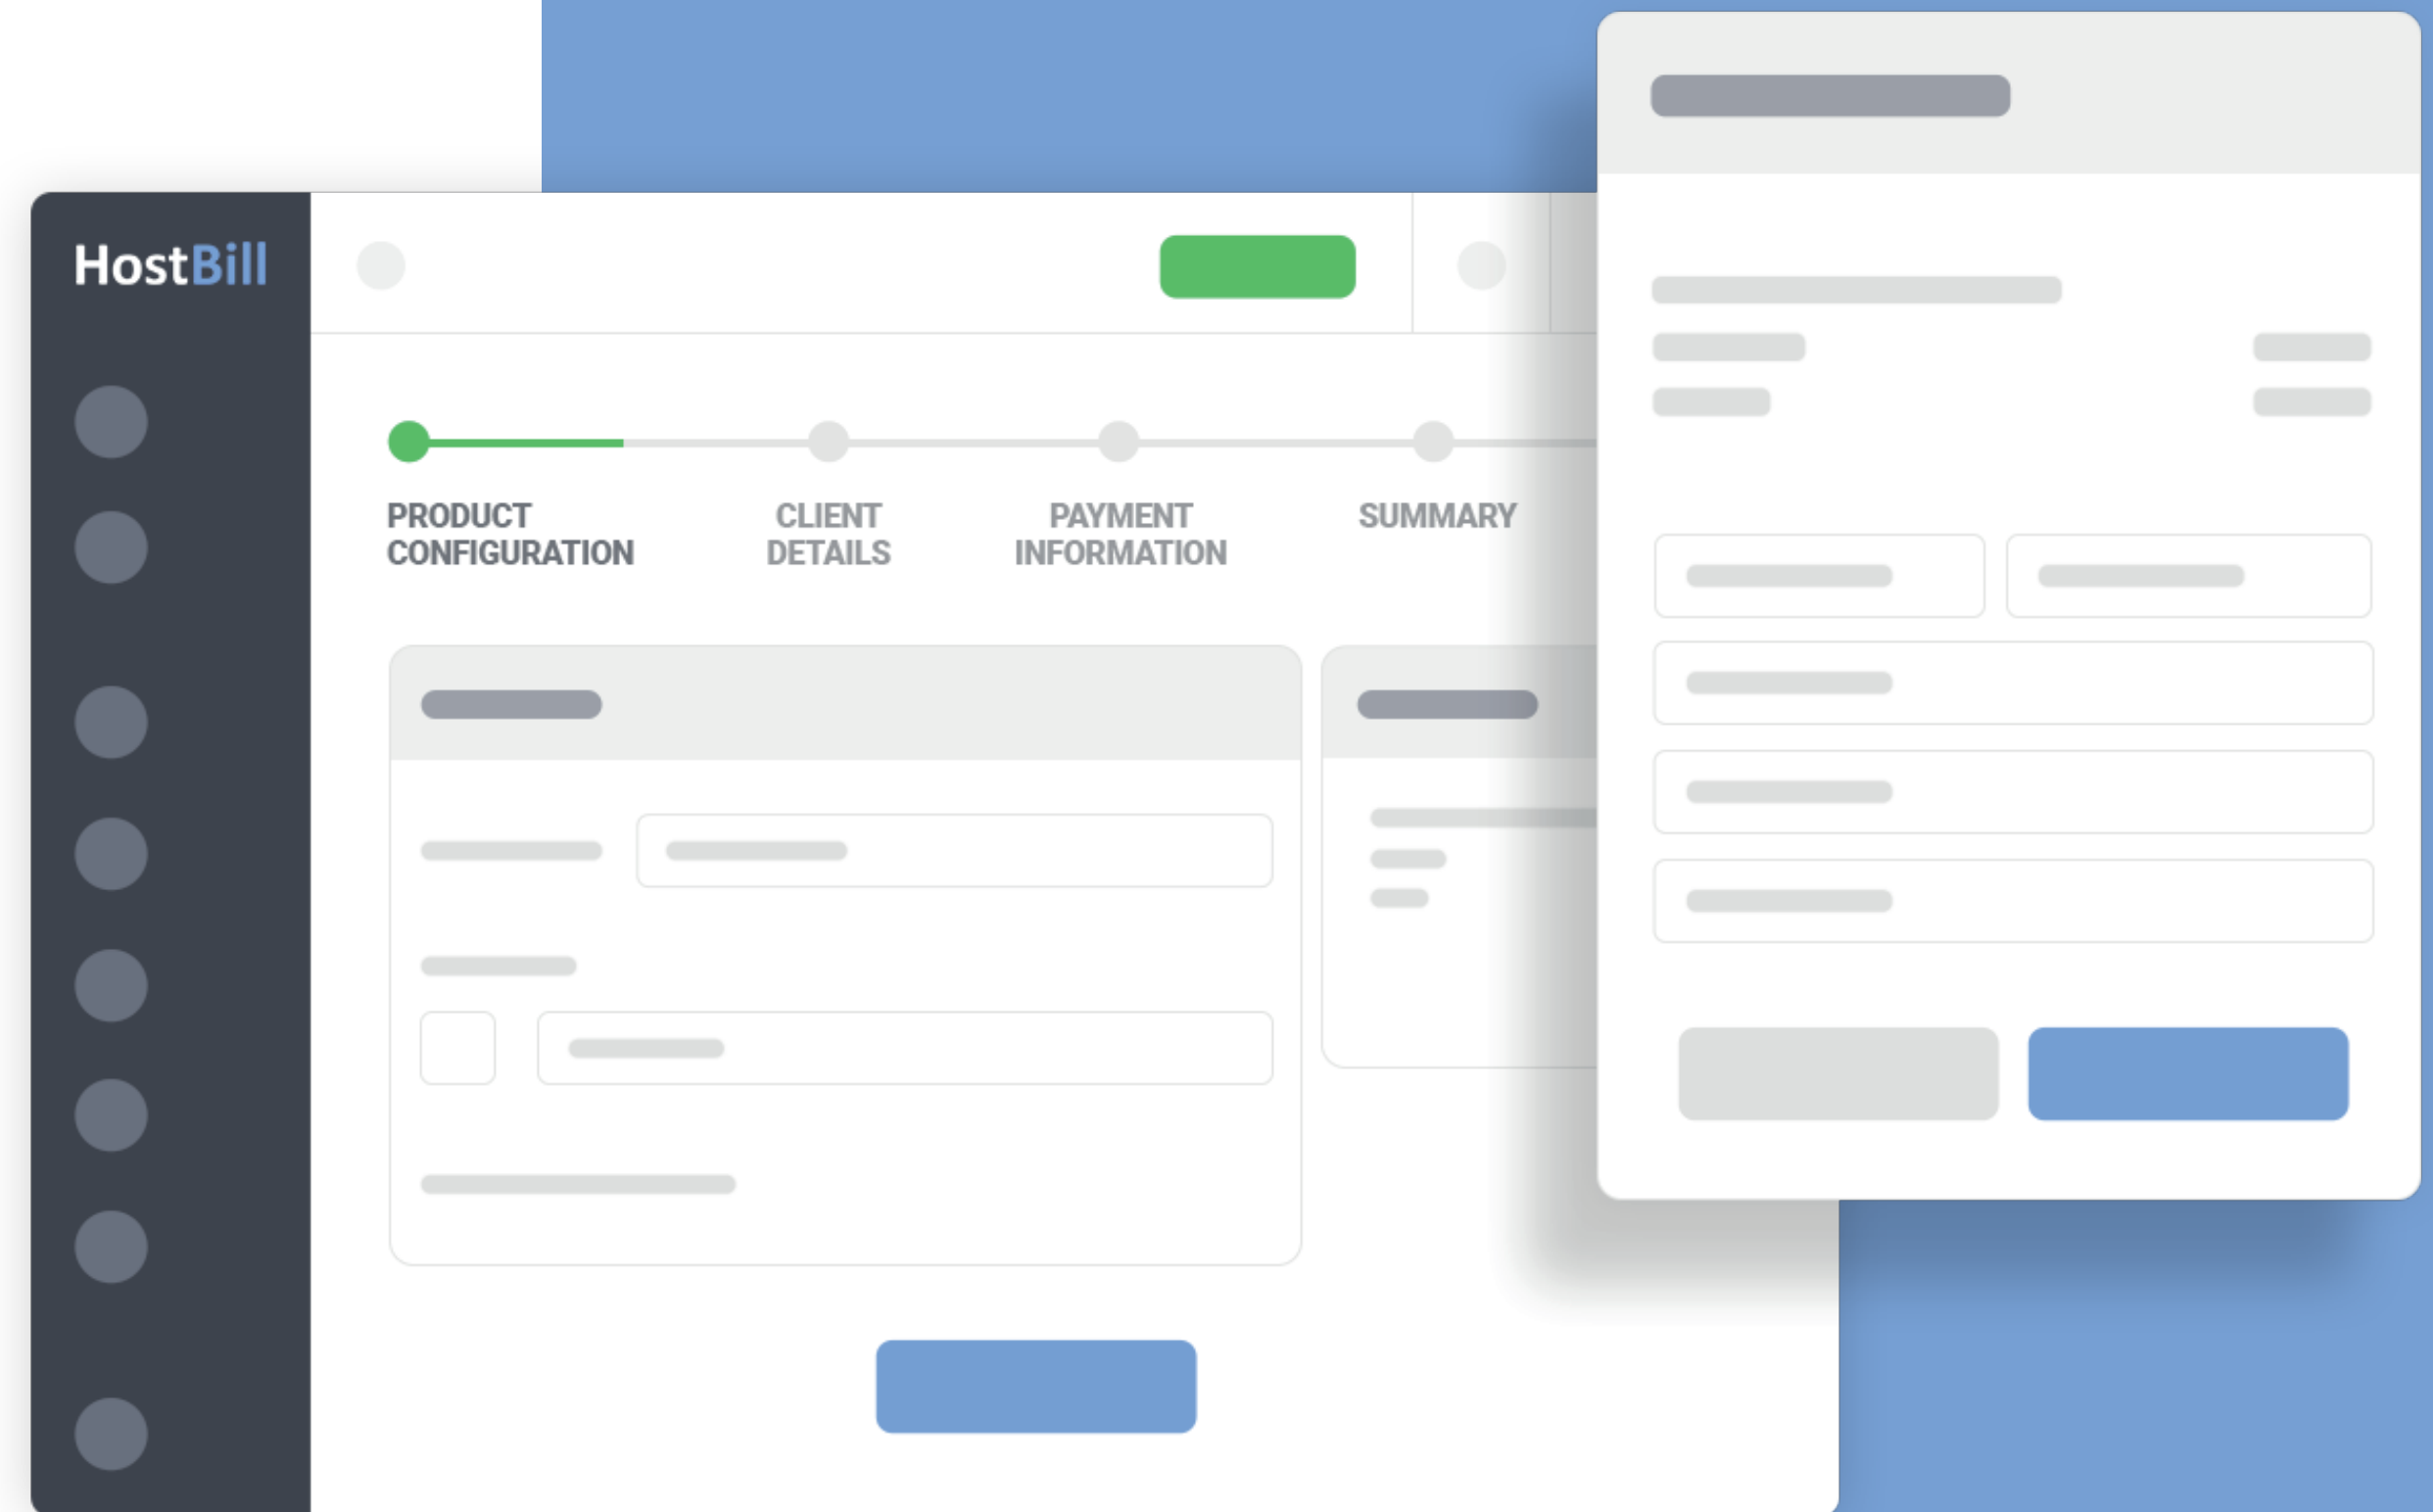 HostBill
PRODUCT
CONFIGURATION
CLIENT
DETAILS
PAYMENT
INFORMATION
SUMMARY